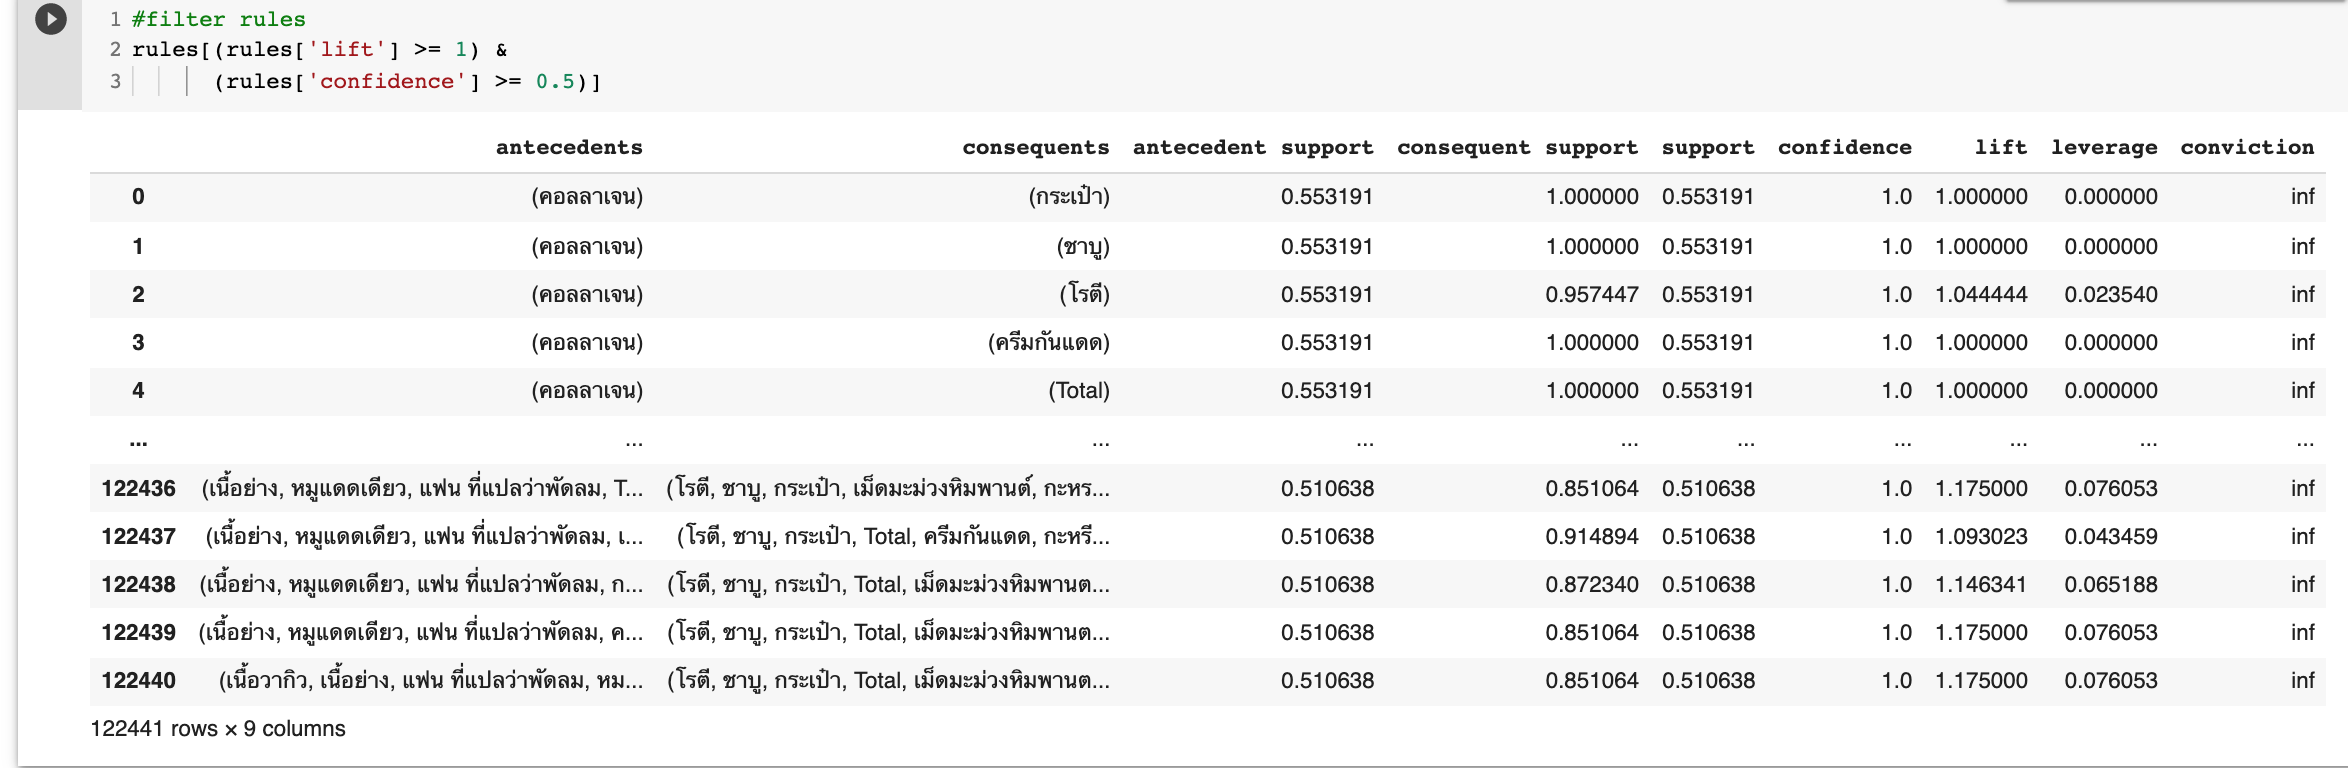 1 #filter rules
2 rules[(rules['lift'] >= 1) &
3 (rules['confidence'] >= 0.5)]
antecedents consequents antecedent support consequent support support confidence lift leverage conviction
0 (คอลลาเจน) (กระเป๋า) 0.553191 1.000000 0.553191 1.0 1.000000 0.000000 inf
1 (คอลลาเจน) (ชาบู) 0.553191 1.000000 0.553191 1.0 1.000000 0.000000 inf
2 (คอลลาเจน) (โรตี) 0.553191 0.957447 0.553191 1.0 1.044444 0.023540 inf
3 (คอลลาเจน) (ครีมกันแดด) 0.553191 1.000000 0.553191 1.0 1.000000 0.000000 inf
4 (คอลลาเจน) (Total) 0.553191 1.000000 0.553191 1.0 1.000000 0.000000 inf
... ... ... ... ... ... ... ... ... ...
122436 (เนื้อย่าง, หมูแดดเดียว, แฟน ที่แปลว่าพัดลม, T... (โรตี, ชาบู, กระเป๋า, เม็ดมะม่วงหิมพานต์, กะหร... 0.510638 0.851064 0.510638 1.0 1.175000 0.076053 inf
122437 (เนื้อย่าง, หมูแดดเดียว, แฟน ที่แปลว่าพัดลม, เ... (โรตี, ชาบู, กระเป๋า, Total, ครีมกันแดด, กะหรี... 0.510638 0.914894 0.510638 1.0 1.093023 0.043459 inf
122438 (เนื้อย่าง, หมูแดดเดียว, แฟน ที่แปลว่าพัดลม, ก... (โรตี, ชาบู, กระเป๋า, Total, เม็ดมะม่วงหิมพานต... 0.510638 0.872340 0.510638 1.0 1.146341 0.065188 inf
122439 (เนื้อย่าง, หมูแดดเดียว, แฟน ที่แปลว่าพัดลม, ค... (โรตี, ชาบู, กระเป๋า, Total, เม็ดมะม่วงหิมพานต... 0.510638 0.851064 0.510638 1.0 1.175000 0.076053 inf
122440 (เนื้อวากิว, เนื้อย่าง, แฟน ที่แปลว่าพัดลม, หม... (โรตี, ชาบู, กระเป๋า, Total, เม็ดมะม่วงหิมพานต... 0.510638 0.851064 0.510638 1.0 1.175000 0.076053 inf
122441 rows × 9 columns